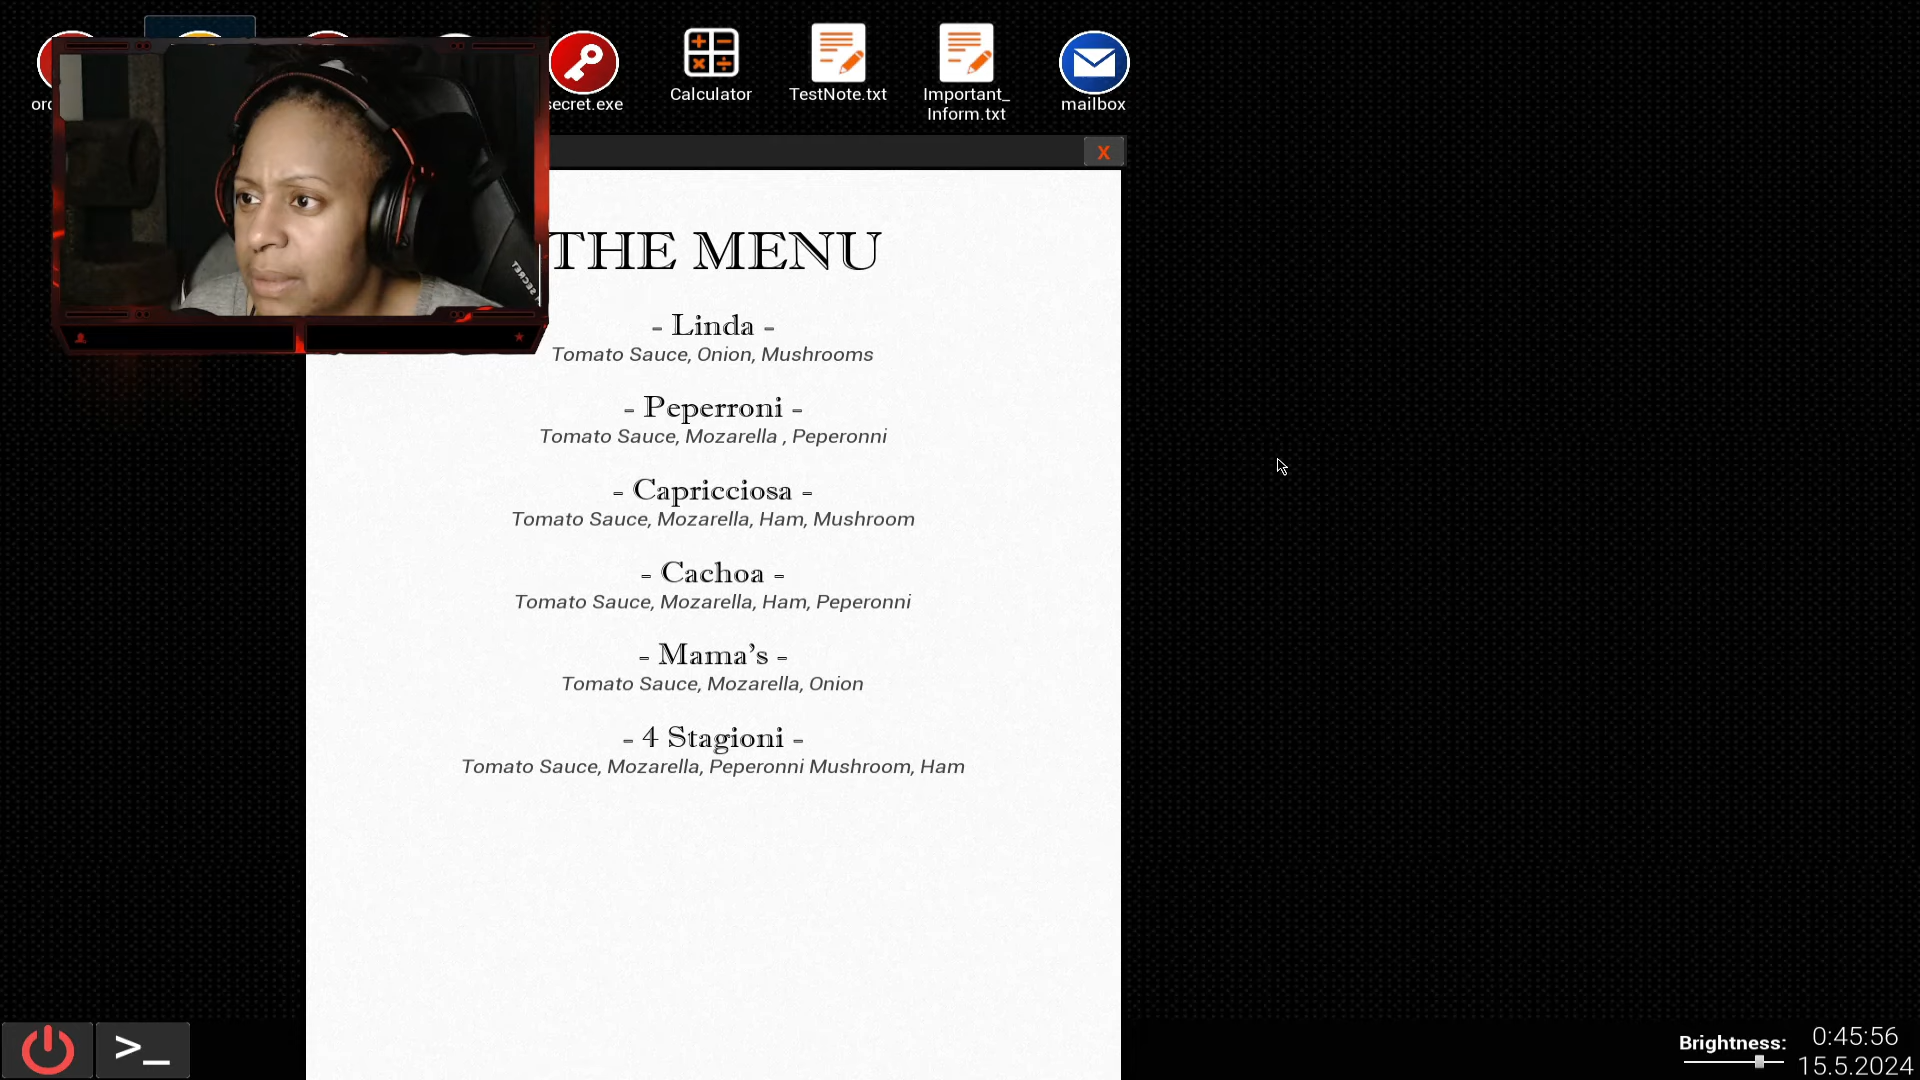 secret.exe
Calculator
TestNote.txt
Important_
Inform.txt
mailbox
X
THE MENU
- Linda -
Tomato Sauce, Onion, Mushrooms
- Peperroni -
Tomato Sauce, Mozarella , Peperonni
- Capricciosa -
Tomato Sauce, Mozarella, Ham, Mushroom
- Cachoa -
Tomato Sauce, Mozarella, Ham, Peperonni
- Mama's -
Tomato Sauce, Mozarella, Onion
- 4 Stagioni -
Tomato Sauce, Mozarella, Peperonni Mushroom, Ham
>_
Brightness:
0:45:56
15.5.2024